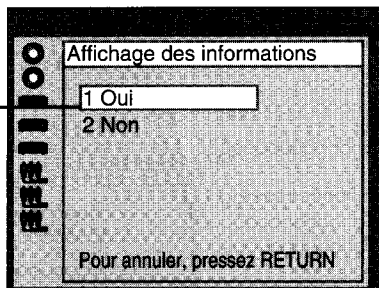 Affichage des informations
1 Oui
2 Non
Pour annuler, pressez RETURN